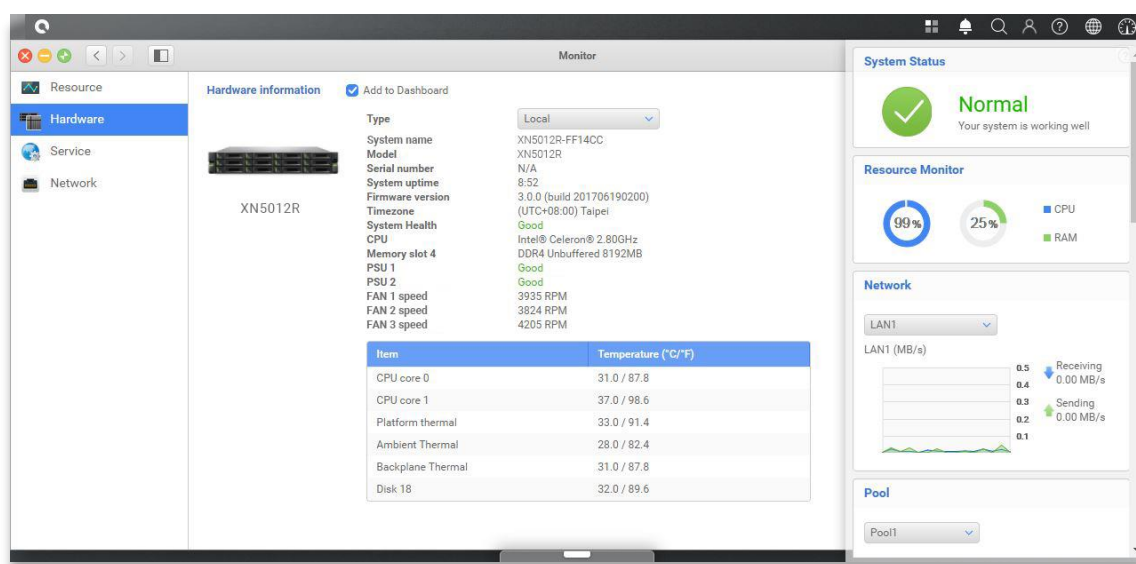 Monitor
Resource
Hardware
Service
Network
Hardware information
Add to Dashboard
XN5012R
Type Local
System name XN5012R-FF14CC
Model XN5012R
Serial number N/A
System uptime 8:52
Firmware version 3.0.0 (build 201706190200)
Timezone (UTC+08:00) Taipei
System Health Good
CPU Intel® Celeron® 2.80GHz
Memory slot 4 DDR4 Unbuffered 8192MB
PSU 1 Good
PSU 2 Good
FAN 1 speed 3935 RPM
FAN 2 speed 3824 RPM
FAN 3 speed 4205 RPM
Item Temperature (°C/°F)
CPU core 0 31.0 / 87.8
CPU core 1 37.0 / 98.6
Platform thermal 33.0 / 91.4
Ambient Thermal 28.0 / 82.4
Backplane Thermal 31.0 / 87.8
Disk 18 32.0 / 89.6
System Status
Normal
Your system is working well
Resource Monitor
99%
25%
CPU
RAM
Network
LAN1
LAN1 (MB/s)
0.5
0.4
0.3
0.2
0.1
Receiving
0.00 MB/s
Sending
0.00 MB/s
Pool
Pool1